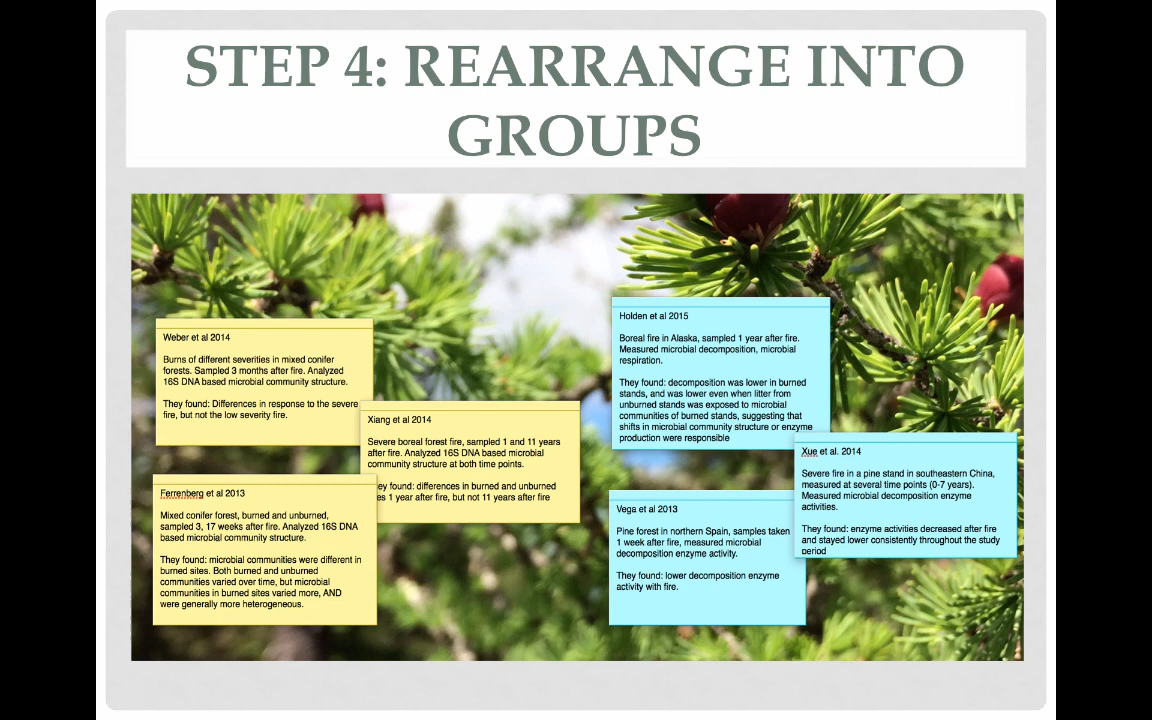 STEP 4: REARRANGE INTO
GROUPS
Weber et al 2014
Burns of different severities in mixed conifer
forests. Sampled 3 months after fire. Analyzed
16S DNA based microbial community structure.
They found: Differences in response to the severe
fire, but not the low severity fire.
Xiang et al 2014
Severe boreal forest fire, sampled 1 and 11 years
after fire. Analyzed 16S DNA based microbial
community structure at both time points.
ey found: differences in burned and unburned
es 1 year after fire, but not 11 years after fire
Ferrenberg et al 2013
Mixed conifer forest, burned and unburned,
sampled 3, 17 weeks after fire. Analyzed 16S DNA
based microbial community structure.
They found: microbial communities were different in
burned sites. Both burned and unburned
communities varied over time, but microbial
communities in burned sites varied more, AND
were generally more heterogeneous.
Holden et al 2015
Boreal fire in Alaska, sampled 1 year after fire.
Measured microbial decomposition, microbial
respiration.
They found: decomposition was lower in burned
stands, and was lower even when litter from
unburned stands was exposed to microbial
communities of burned stands, suggesting that
shifts in microbial community structure or enzyme
production were responsible
Xue et al. 2014
Severe fire in a pine stand in southeastern China,
measured at several time points (0-7 years).
Measured microbial decomposition enzyme
activities.
They found: enzyme activities decreased after fire
and stayed lower consistently throughout the study
period
Vega et al 2013
Pine forest in northern Spain, samples taken
1 week after fire, measured microbial
decomposition enzyme activity.
They found: lower decomposition enzyme
activity with fire.